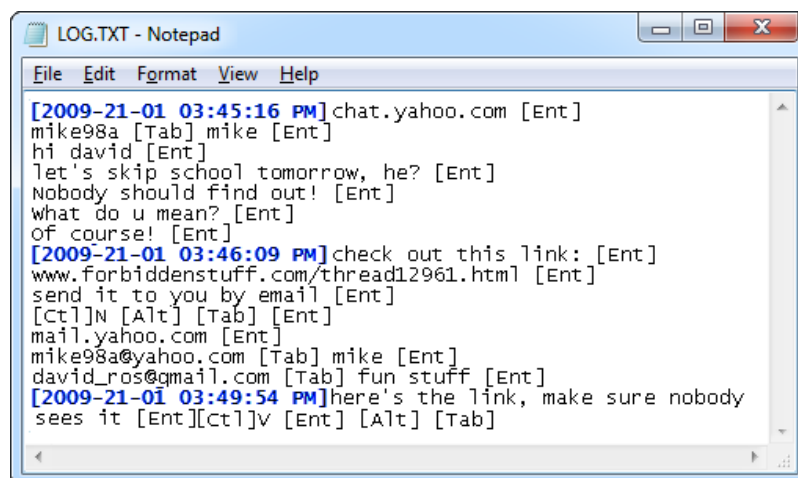 LOG.TXT - Notepad
File Edit Format View Help
[2009-21-01 03:45:16 PM]chat.yahoo.com [Ent]
mike98a [Tab] mike [Ent]
hi david [Ent]
let's skip school tomorrow, he? [Ent]
Nobody should find out! [Ent]
What do u mean? [Ent]
Of course! [Ent]
[2009-21-01 03:46:09 PM]check out this link: [Ent]
www.forbiddenstuff.com/thread12961.html [Ent]
send it to you by email [Ent]
[Ctl]N [Alt] [Tab] [Ent]
mail.yahoo.com [Ent]
mike98a@yahoo.com [Tab] mike [Ent]
david_ros@gmail.com [Tab] fun stuff [Ent]
[2009-21-01 03:49:54 PM]here's the link, make sure nobody
sees it [Ent][Ctl]V [Ent] [Alt] [Tab]